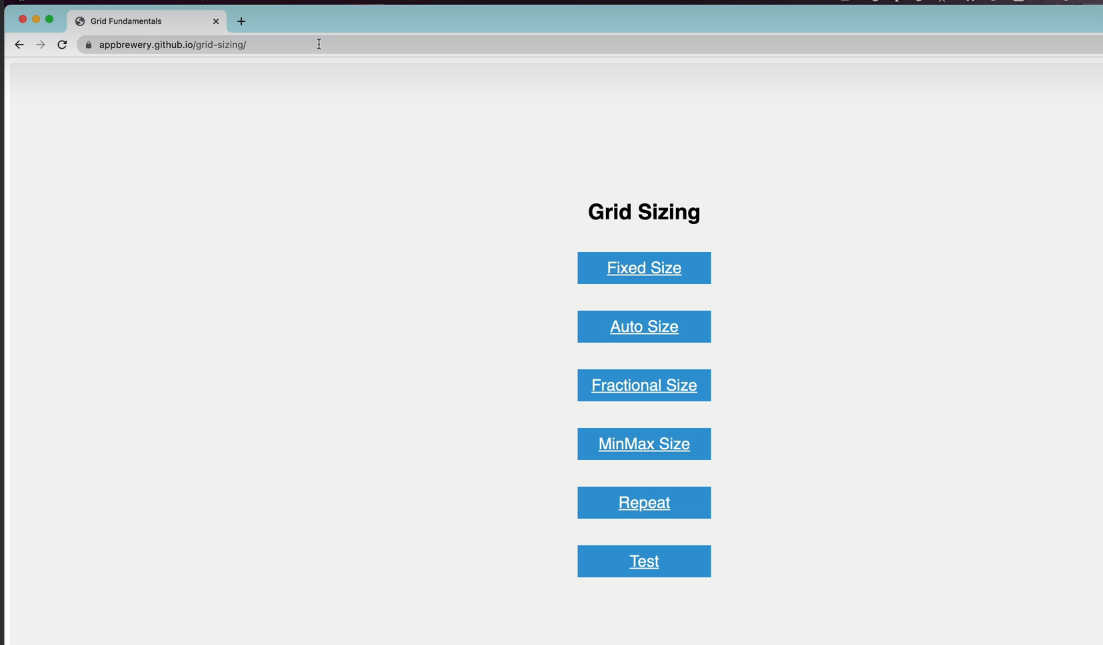 Grid Fundamentals
appbrewery.github.io/grid-sizing/
Grid Sizing
Fixed Size
Auto Size
Fractional Size
MinMax Size
Repeat
Test